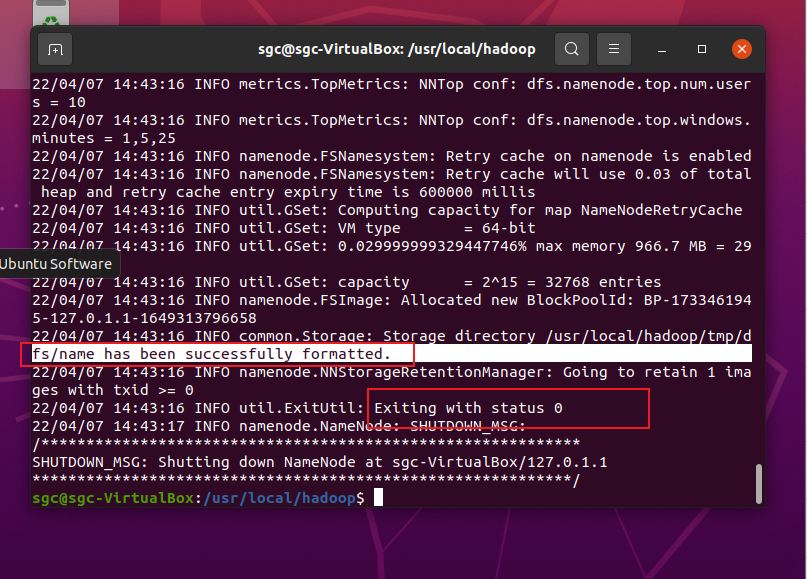 sgc@sgc-VirtualBox: /usr/local/hadoop
22/04/07 14:43:16 INFO metrics.TopMetrics: NNTop conf: dfs.namenode.top.num.user
s = 10
22/04/07 14:43:16 INFO metrics.TopMetrics: NNTop conf: dfs.namenode.top.windows.
minutes = 1,5,25
22/04/07 14:43:16 INFO namenode.FSNamesystem: Retry cache on namenode is enabled
22/04/07 14:43:16 INFO namenode.FSNamesystem: Retry cache will use 0.03 of total
 heap and retry cache entry expiry time is 600000 millis
22/04/07 14:43:16 INFO util.GSet: Computing capacity for map NameNodeRetryCache
22/04/07 14:43:16 INFO util.GSet: VM type       = 64-bit
22/04/07 14:43:16 INFO util.GSet: 0.029999999329447746% max memory 966.7 MB = 29
Ubuntu Software
22/04/07 14:43:16 INFO util.GSet: capacity      = 2^15 = 32768 entries
22/04/07 14:43:16 INFO namenode.FSImage: Allocated new BlockPoolId: BP-173346194
5-127.0.1.1-1649313796658
22/04/07 14:43:16 INFO common.Storage: Storage directory /usr/local/hadoop/tmp/d
fs/name has been successfully formatted.
22/04/07 14:43:16 INFO namenode.NNStorageRetentionManager: Going to retain 1 ima
ges with txid >= 0
22/04/07 14:43:16 INFO util.ExitUtil: Exiting with status 0
22/04/07 14:43:17 INFO namenode.NameNode: SHUTDOWN_MSG:
/************************************************************
SHUTDOWN_MSG: Shutting down NameNode at sgc-VirtualBox/127.0.1.1
************************************************************/
sgc@sgc-VirtualBox:/usr/local/hadoop$